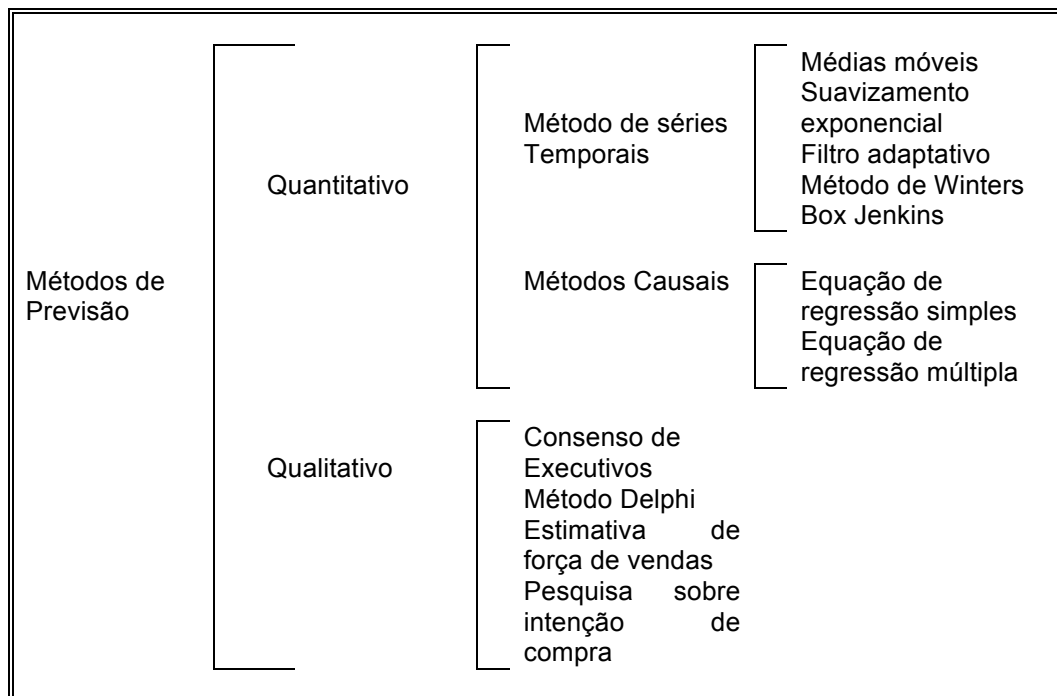 Métodos de
Previsão
Quantitativo
Método de séries
Temporais
Médias móveis
Suavizamento
exponencial
Filtro adaptativo
Método de Winters
Box Jenkins
Métodos Causais
Equação de
regressão simples
Equação de
regressão múltipla
Qualitativo
Consenso de
Executivos
Método Delphi
Estimativa de
força de vendas
Pesquisa sobre
intenção de
compra